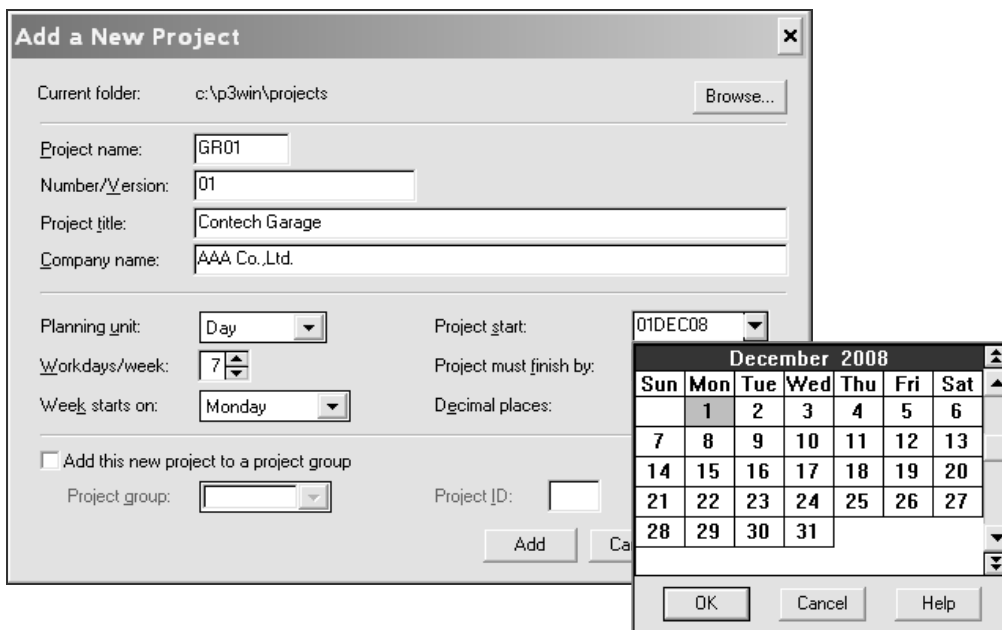 Add a New Project
Current folder: c:\p3win\projects Browse...
Project name: GR01
Number/Version: 01
Project title: Contech Garage
Company name: AAA Co.,Ltd.
Planning unit: Day Project start: 01DEC08
Workdays/week: 7 Project must finish by:
Week starts on: Monday Decimal places:
December 2008
Sun Mon Tue Wed Thu Fri Sat
1 2 3 4 5 6
7 8 9 10 11 12 13
14 15 16 17 18 19 20
21 22 23 24 25 26 27
28 29 30 31
Add this new project to a project group
Project group: Project ID:
Add
OK Cancel Help